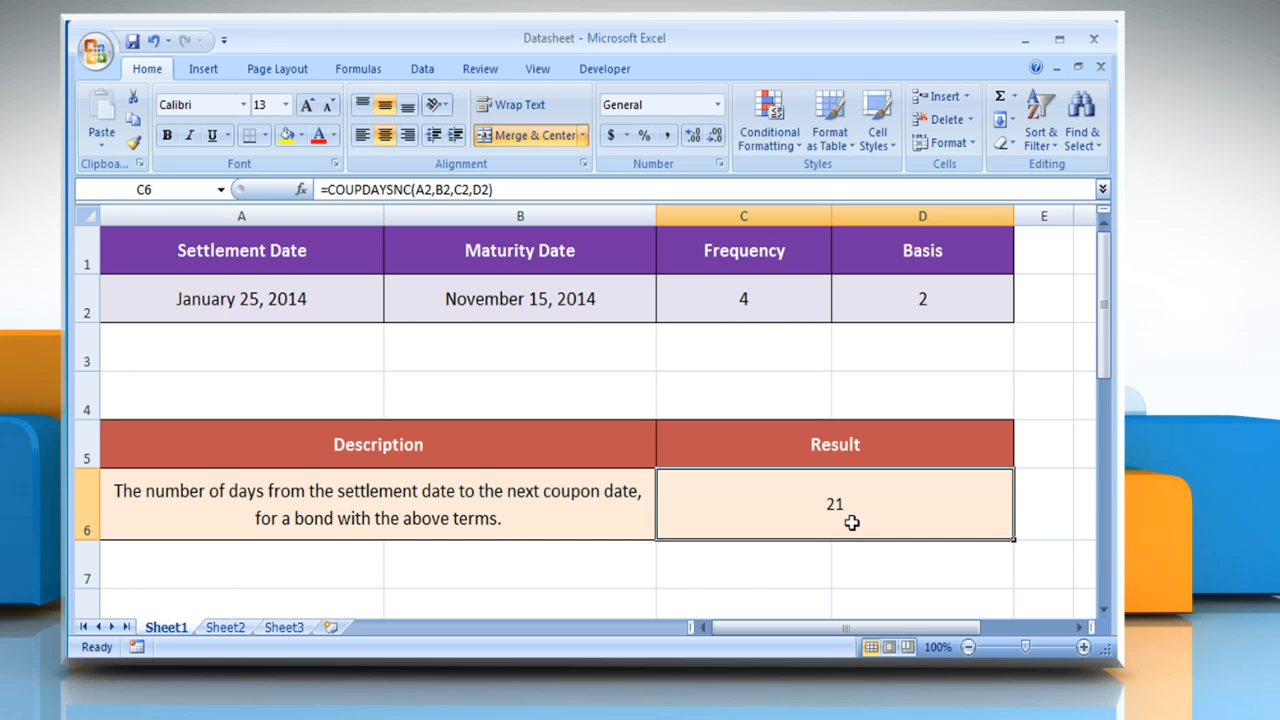 Datasheet - Microsoft Excel
Home Insert Page Layout Formulas Data Review View Developer
Paste
Clipboa...
Calibri 13
B I U
Font
Wrap Text
Merge & Center
Alignment
General
$ % ,
Number
Conditional Formatting
Format as Table
Cell Styles
Styles
Insert
Delete
Format
Cells
Σ
Sort & Filter
Find & Select
Editing
C6 fx =COUPDAYSNC(A2,B2,C2,D2)
A B C D E
1 Settlement Date Maturity Date Frequency Basis
2 January 25, 2014 November 15, 2014 4 2
3
4
5 Description Result
6 The number of days from the settlement date to the next coupon date,
for a bond with the above terms. 21
7
Sheet1 Sheet2 Sheet3
Ready 100%